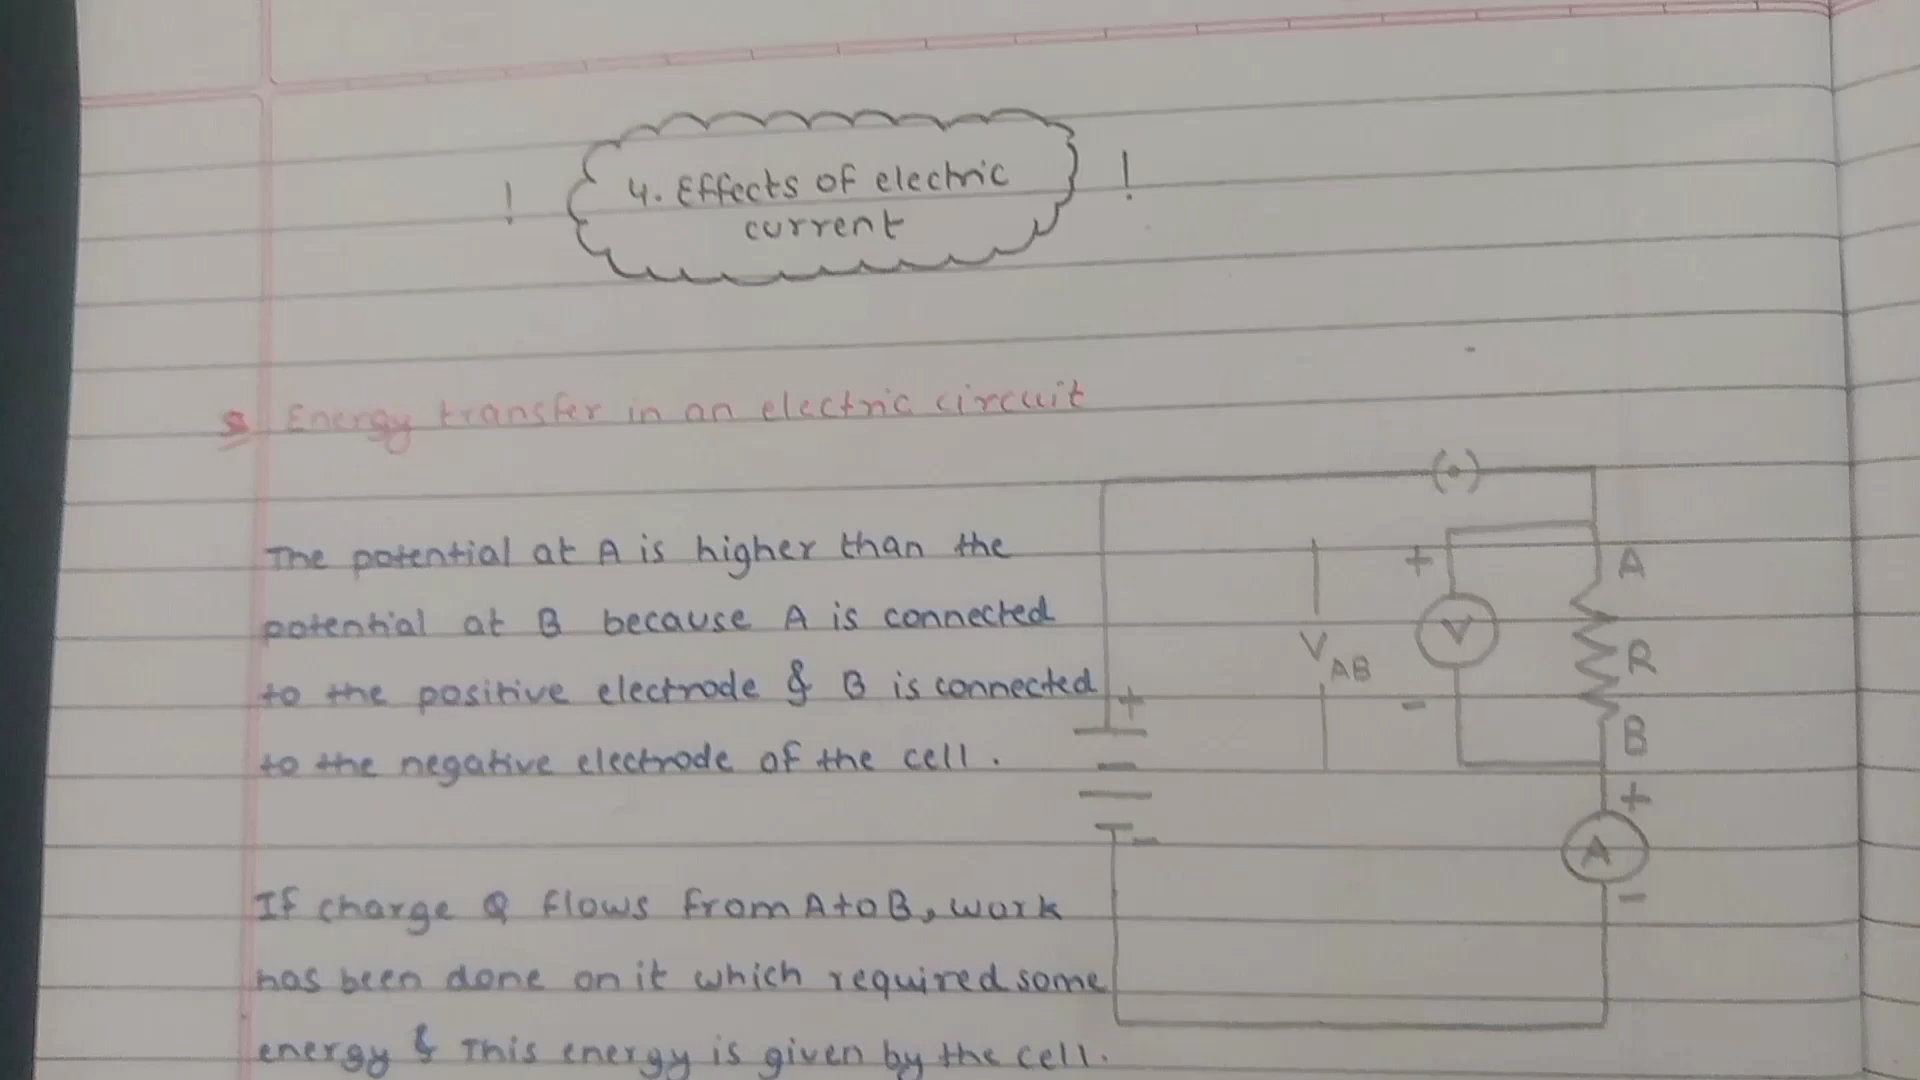 ! 4. Effects of electric !
current
Energy transfer in an electric circuit
The potential at A is higher than the
potential at B because A is connected
to the positive electrode & B is connected
to the negative electrode of the cell.
If charge Q flows from A to B, work
has been done on it which required some
energy & This energy is given by the cell.
(•)
+ A
V
V AB
R
+
-
B
+
-
A
-